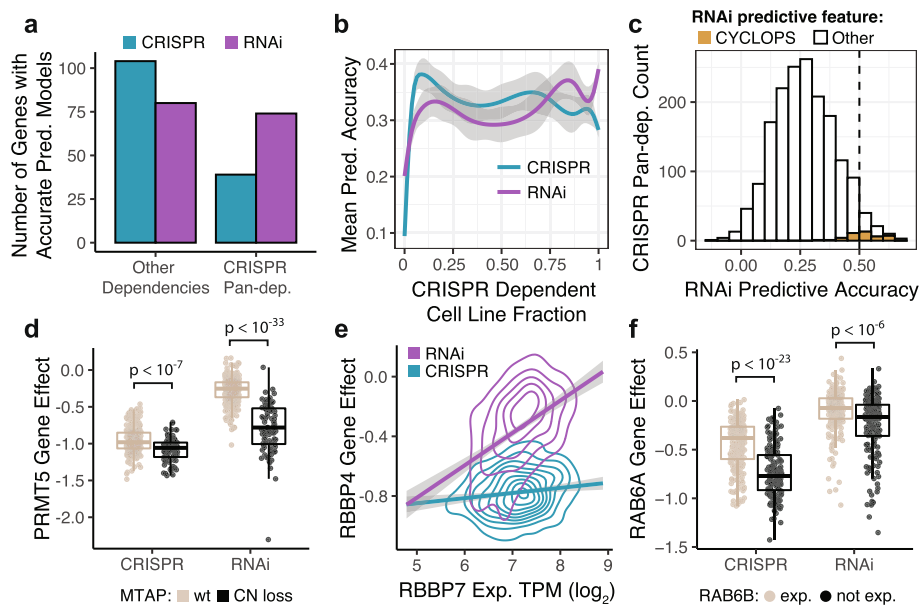 a
CRISPR RNAi
Number of Genes with
Accurate Pred. Models
100
75
50
25
0
Other
Dependencies
CRISPR
Pan-dep.
b
Mean Pred. Accuracy
0.4
0.3
0.2
0.1
CRISPR
RNAi
0 0.25 0.50 0.75 1
CRISPR Dependent
Cell Line Fraction
c
RNAi predictive feature:
CYCLOPS Other
CRISPR Pan-dep. Count
200
100
0
0.00 0.25 0.50
RNAi Predictive Accuracy
d
PRMT5 Gene Effect
p < 10-33
p < 10-7
0.0
-0.5
-1.0
-1.5
-2.0
CRISPR RNAi
MTAP: wt CN loss
e
RBBP4 Gene Effect
RNAi
CRISPR
0.0
-0.4
-0.8
5 6 7 8 9
RBBP7 Exp. TPM (log2)
f
RAB6A Gene Effect
p < 10-6
p < 10-23
0.5
0.0
-0.5
-1.0
-1.5
CRISPR RNAi
RAB6B: exp. not exp.